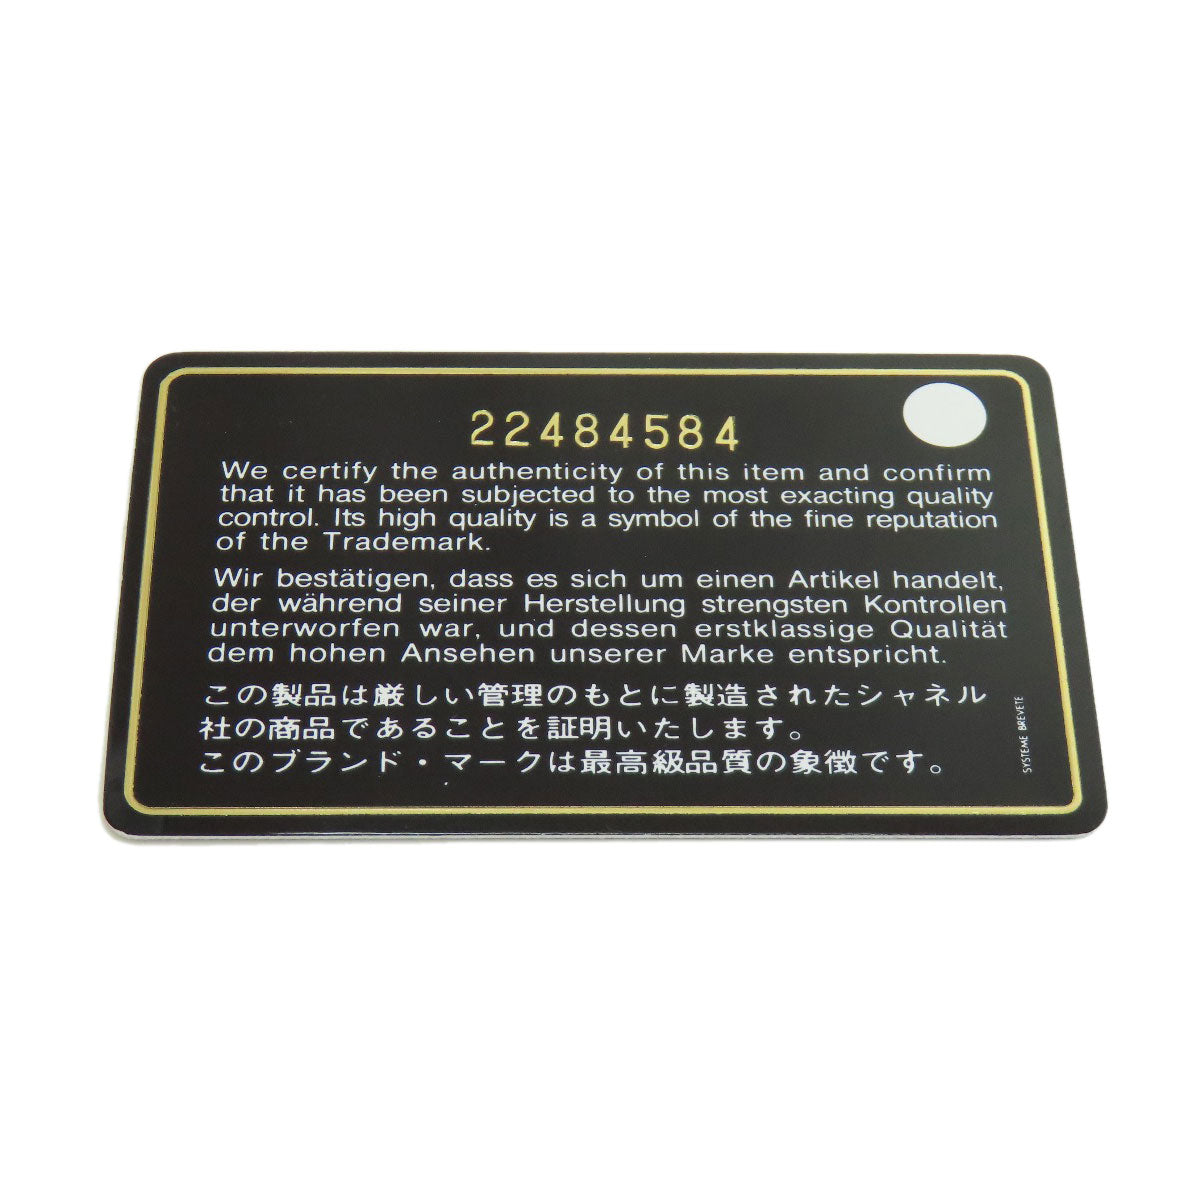 22484584
We certify the authenticity of this item and confirm
that it has been subjected to the most exacting quality
control. Its high quality is a symbol of the fine reputation
of the Trademark.
Wir bestätigen, dass es sich um einen Artikel handelt,
der während seiner Herstellung strengsten Kontrollen
unterworfen war, und dessen erstklassige Qualität
dem hohen Ansehen unserer Marke entspricht.
この製品は厳しい管理のもとに製造されたシャネル
社の商品であることを証明いたします。
このブランド・マークは最高級品質の象徴です。
SYSTEME BREVETE